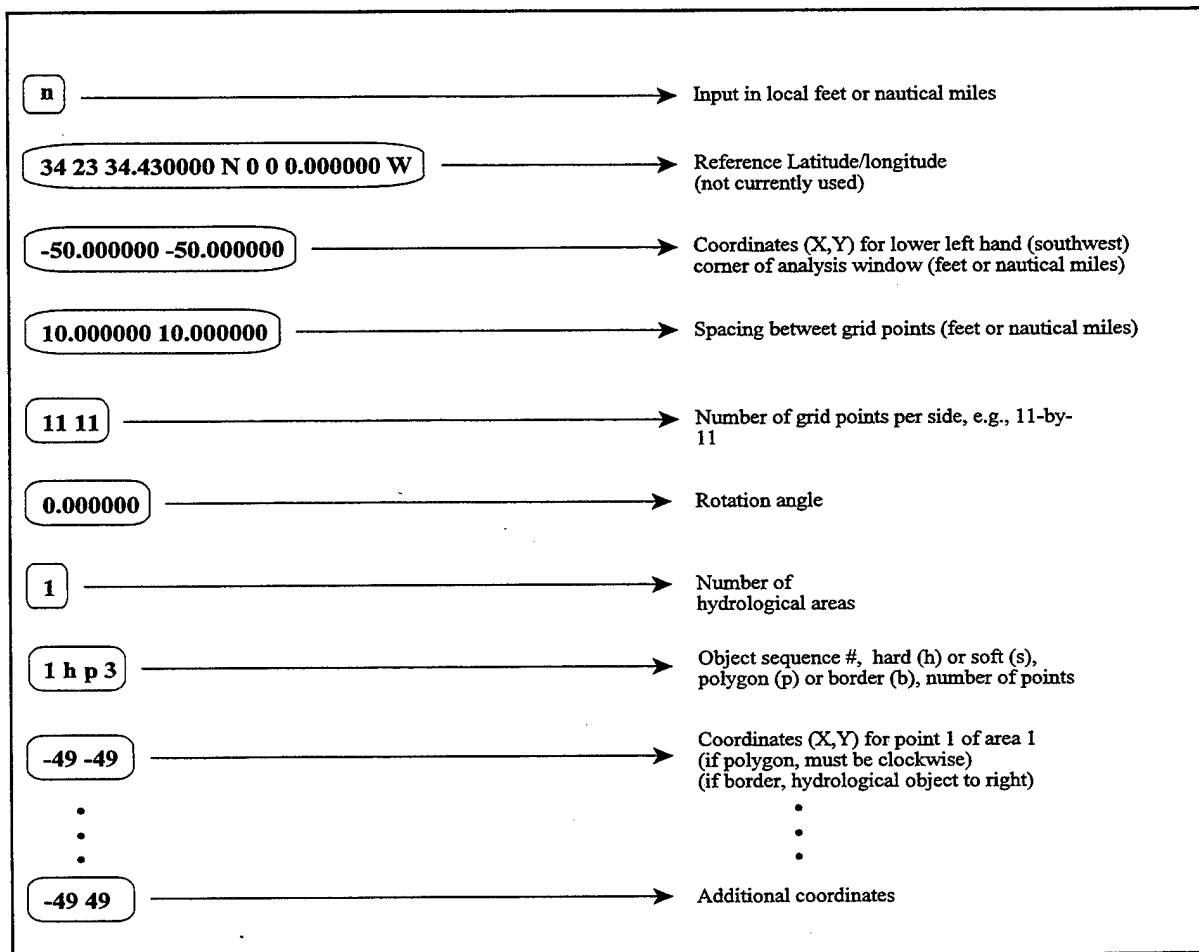 n
Input in local feet or nautical miles
34 23 34.430000 N 0 0 0.000000 W
Reference Latitude/longitude
(not currently used)
-50.000000 -50.000000
Coordinates (X,Y) for lower left hand (southwest)
corner of analysis window (feet or nautical miles)
10.000000 10.000000
Spacing betweet grid points (feet or nautical miles)
11 11
Number of grid points per side, e.g., 11-by-
11
0.000000
Rotation angle
1
Number of
hydrological areas
1 h p 3
Object sequence #, hard (h) or soft (s),
polygon (p) or border (b), number of points
-49 -49
Coordinates (X,Y) for point 1 of area 1
(if polygon, must be clockwise)
(if border, hydrological object to right)
-49 49
Additional coordinates